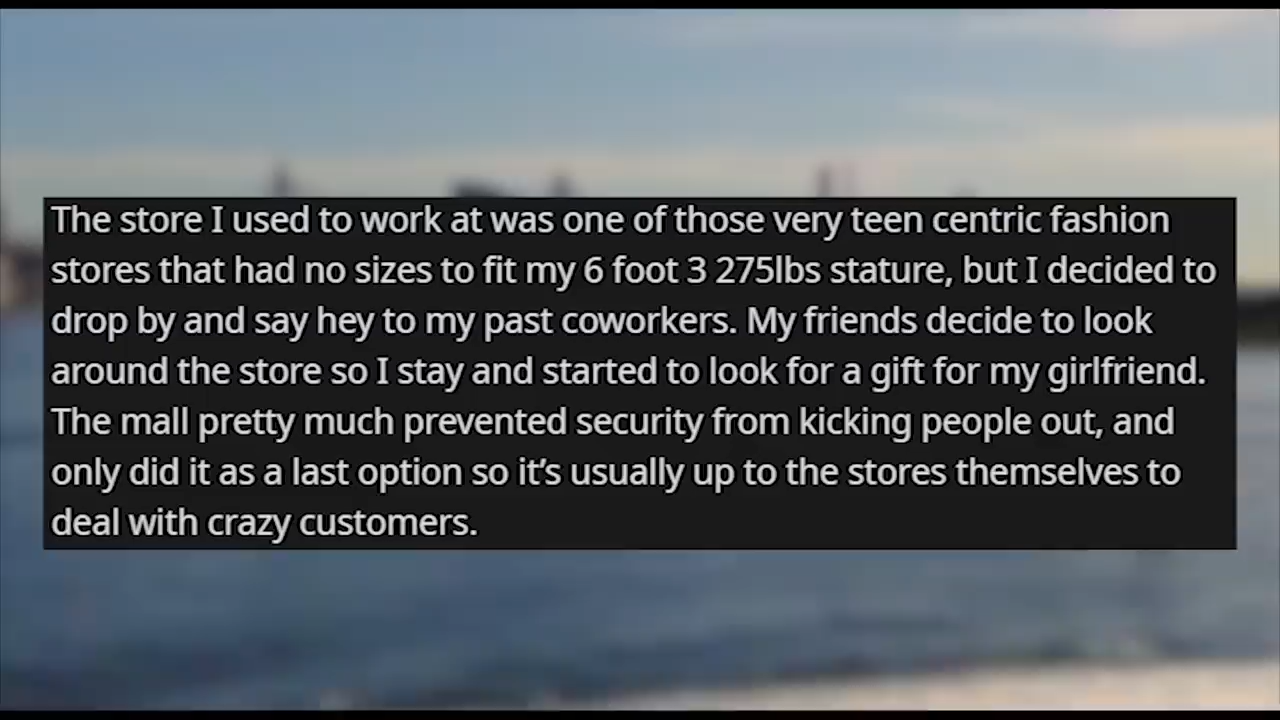 The store I used to work at was one of those very teen centric fashion
stores that had no sizes to fit my 6 foot 3 275lbs stature, but I decided to
drop by and say hey to my past coworkers. My friends decide to look
around the store so I stay and started to look for a gift for my girlfriend.
The mall pretty much prevented security from kicking people out, and
only did it as a last option so it’s usually up to the stores themselves to
deal with crazy customers.